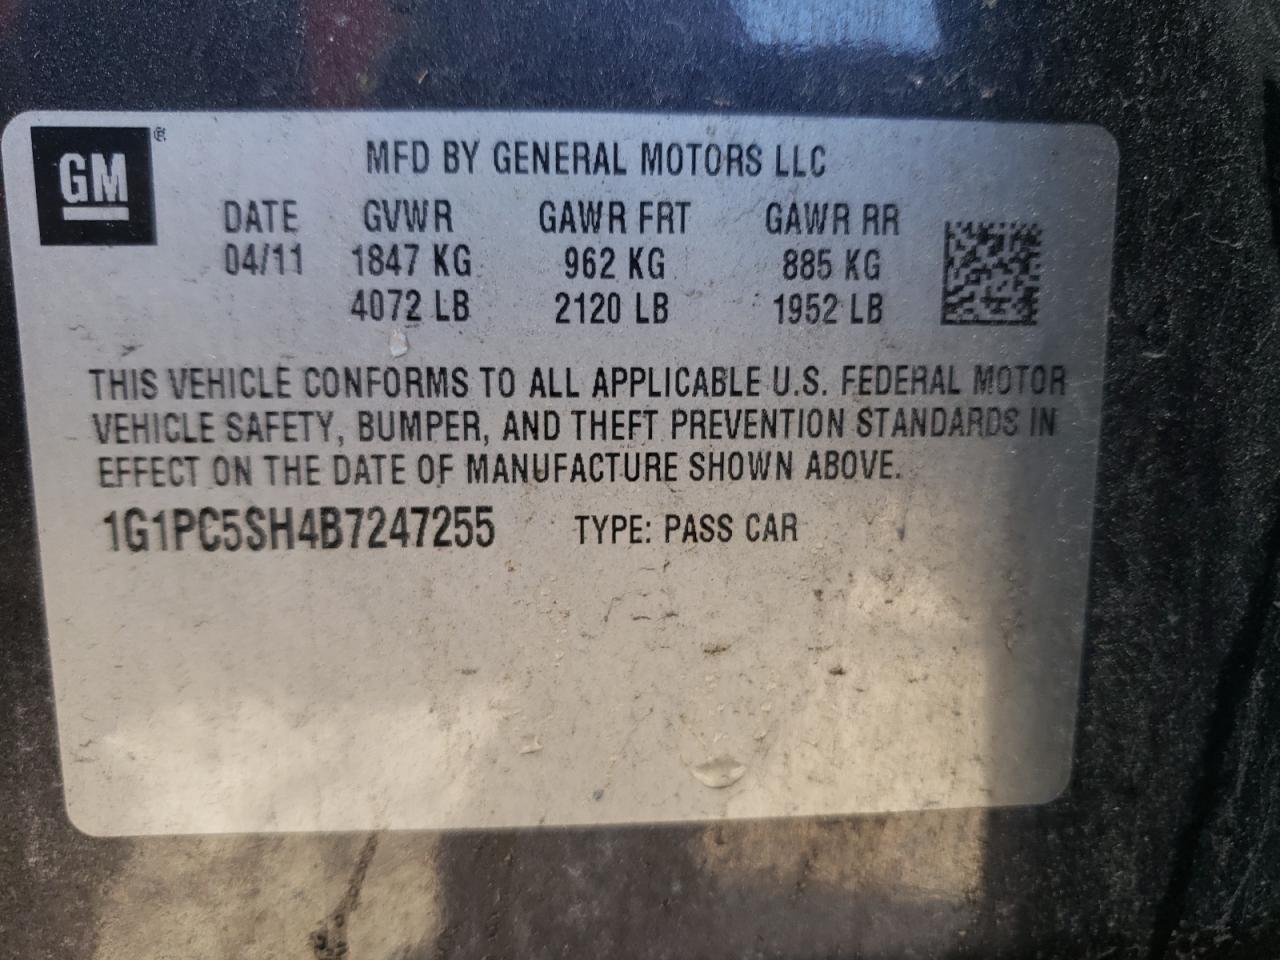 GM ®
MFD BY GENERAL MOTORS LLC
DATE GVWR GAWR FRT GAWR RR
04/11 1847 KG 962 KG 885 KG
4072 LB 2120 LB 1952 LB
THIS VEHICLE CONFORMS TO ALL APPLICABLE U.S. FEDERAL MOTOR
VEHICLE SAFETY, BUMPER, AND THEFT PREVENTION STANDARDS IN
EFFECT ON THE DATE OF MANUFACTURE SHOWN ABOVE.
1G1PC5SH4B7247255 TYPE: PASS CAR